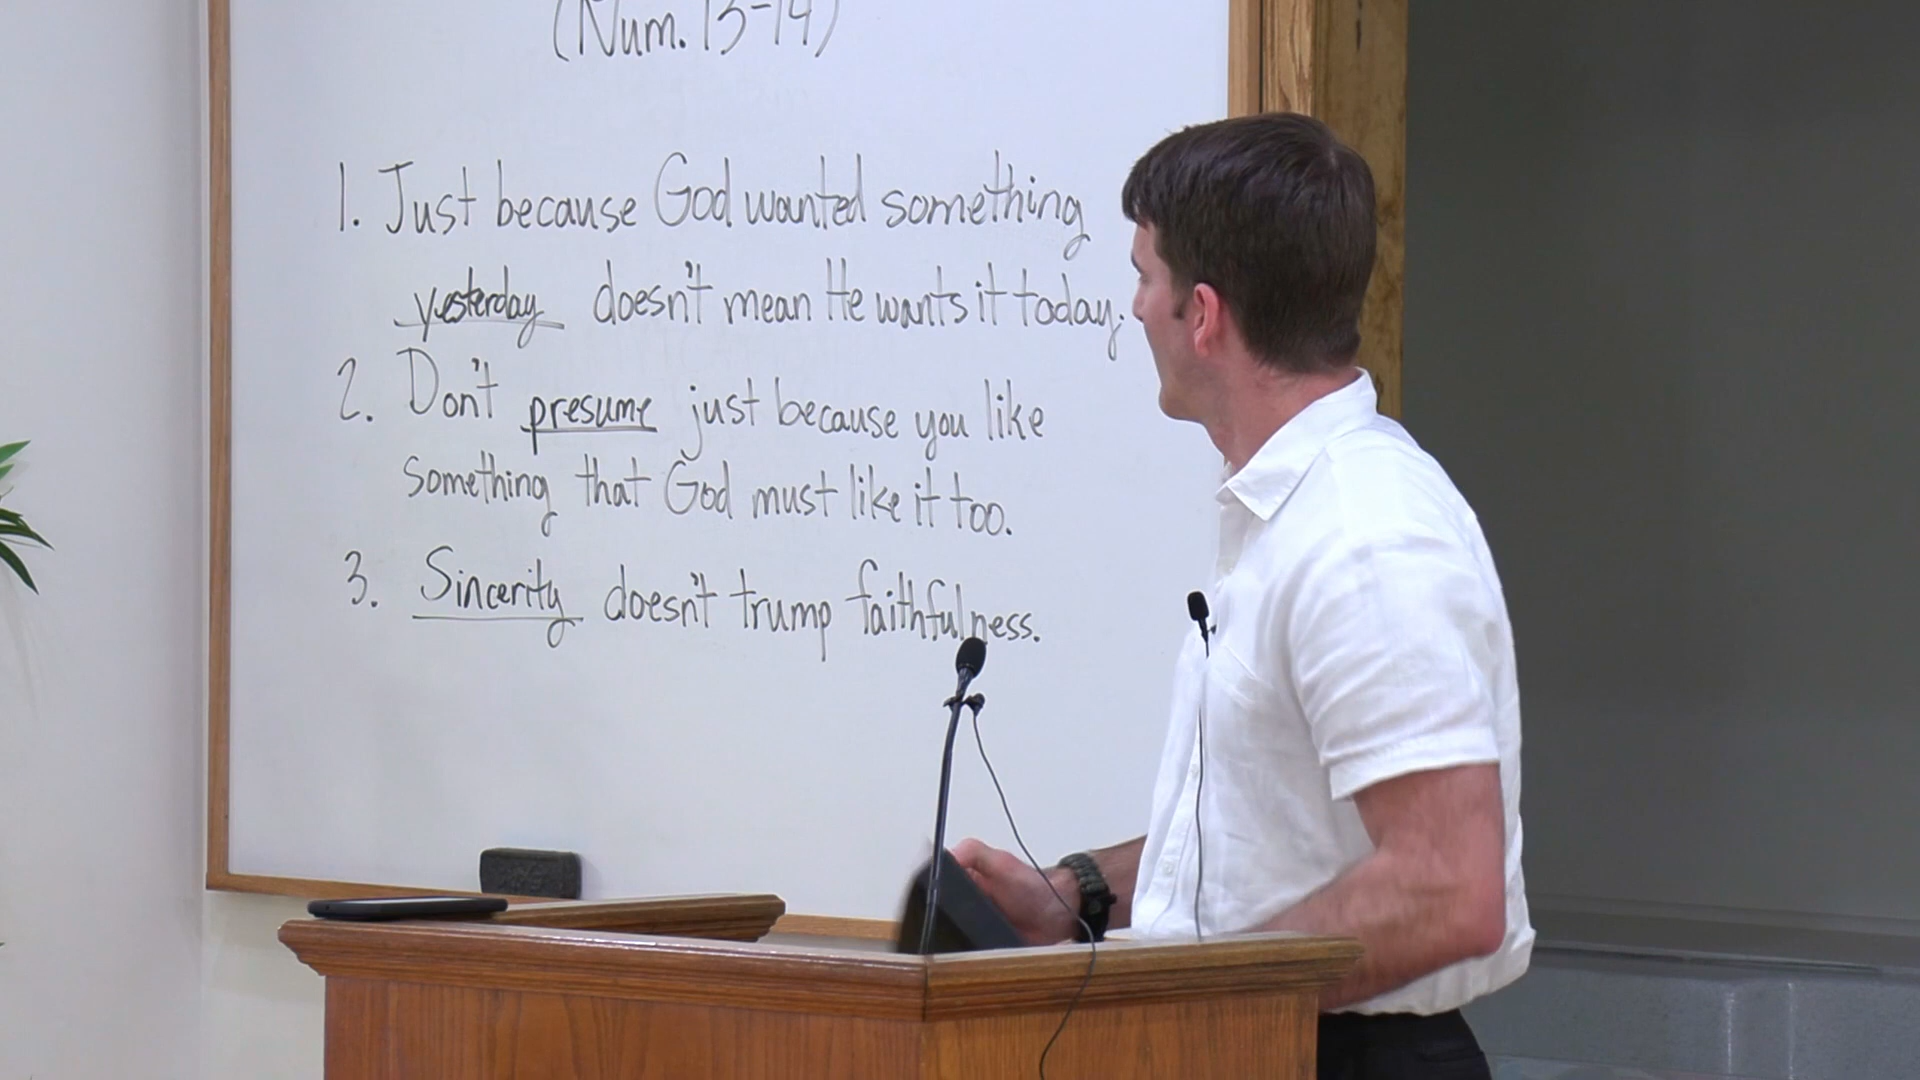 (Num. 13-14)
1. Just because God wanted something
yesterday doesn't mean He wants it today.
2. Don't presume just because you like
something that God must like it too.
3. Sincerity doesn't trump faithfulness.